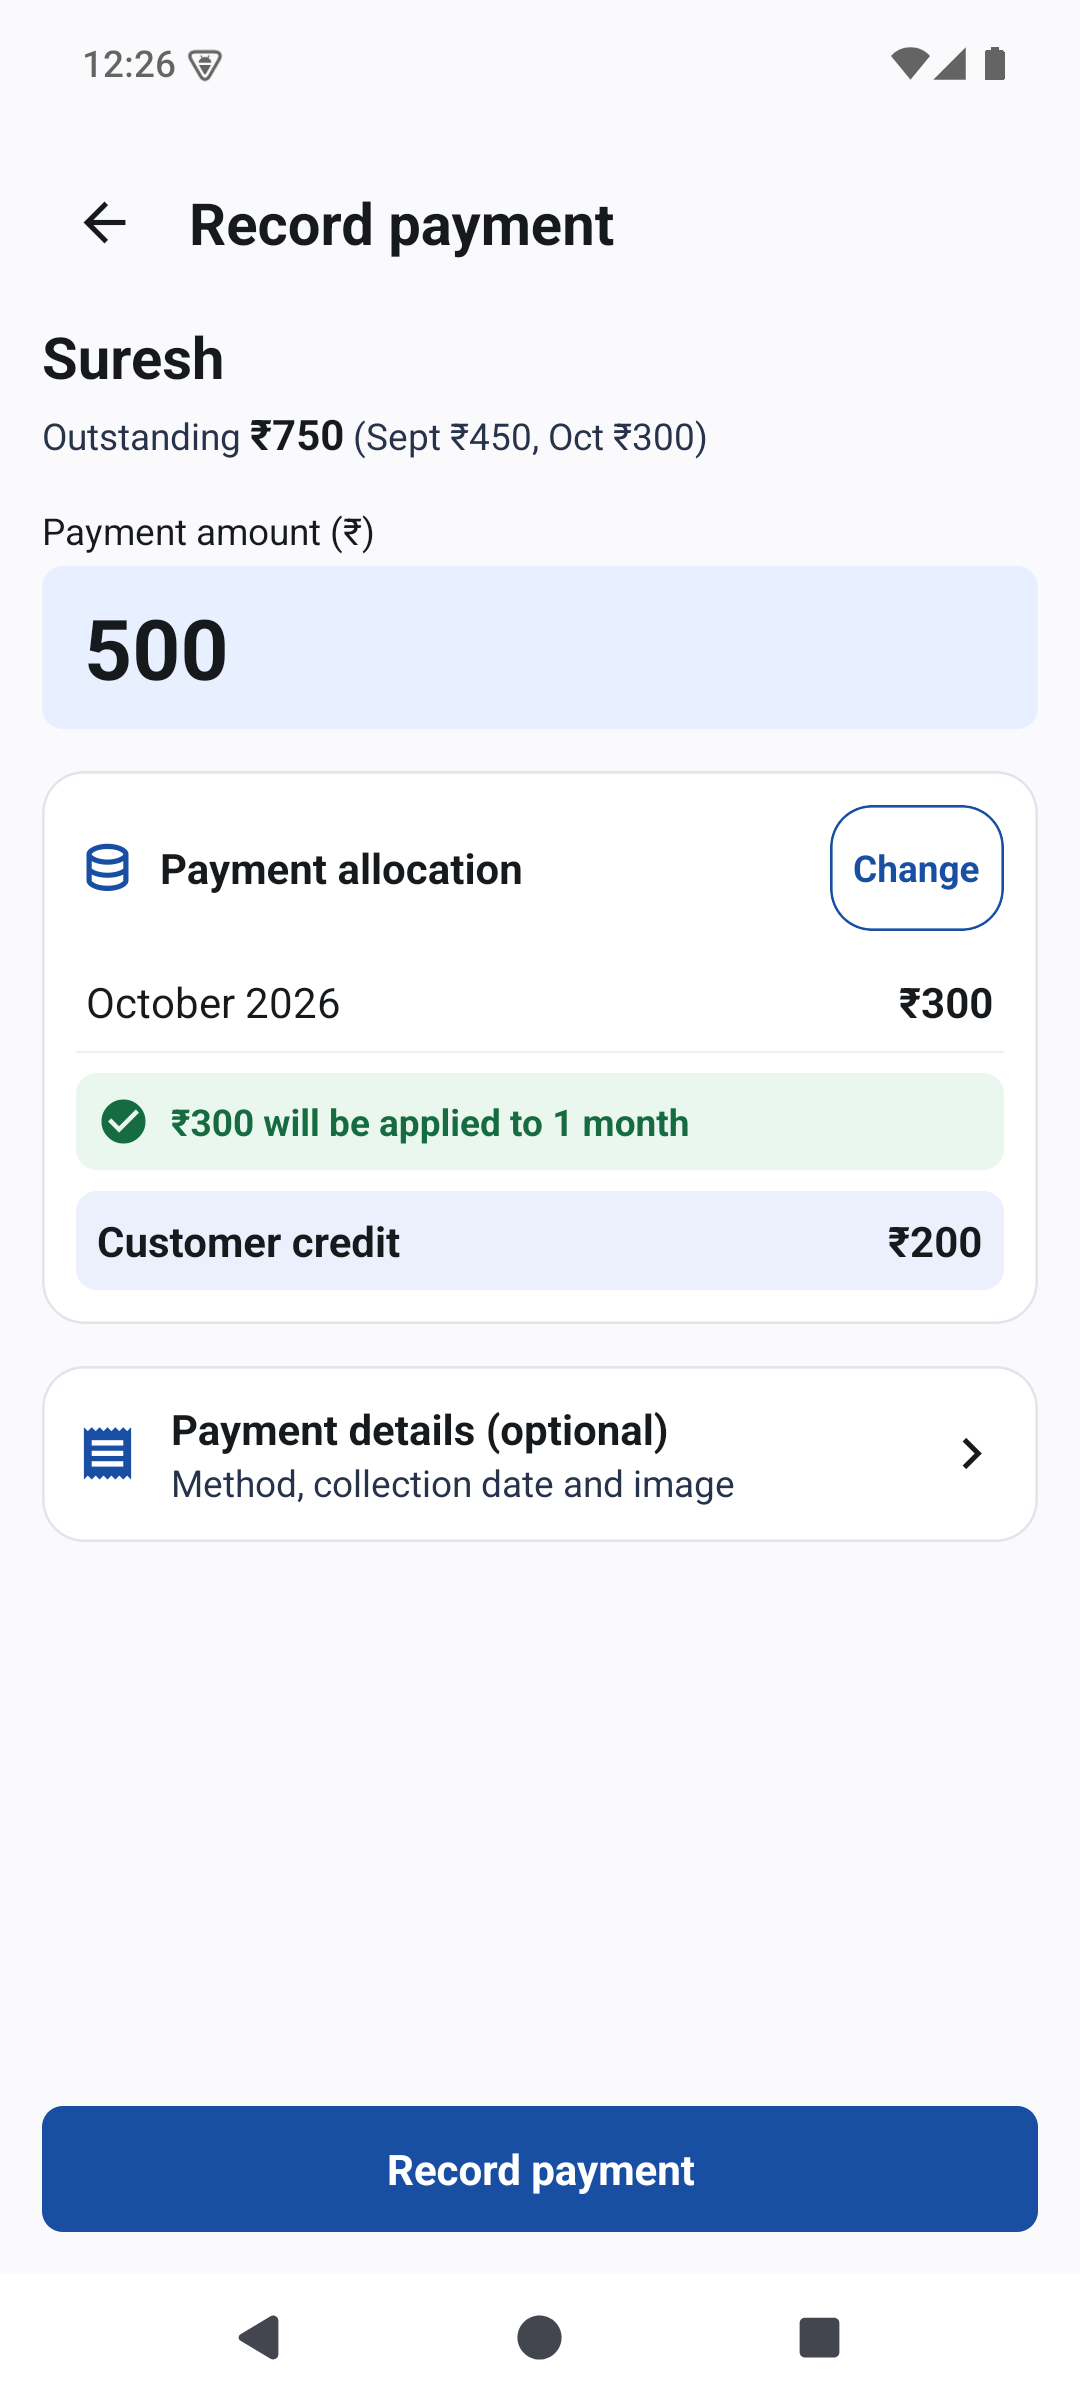 12:26
Record payment
Suresh
Outstanding ₹750 (Sept ₹450, Oct ₹300)
Payment amount (₹)
500
Payment allocation
Change
October 2026 ₹300
₹300 will be applied to 1 month
Customer credit ₹200
Payment details (optional)
Method, collection date and image
Record payment